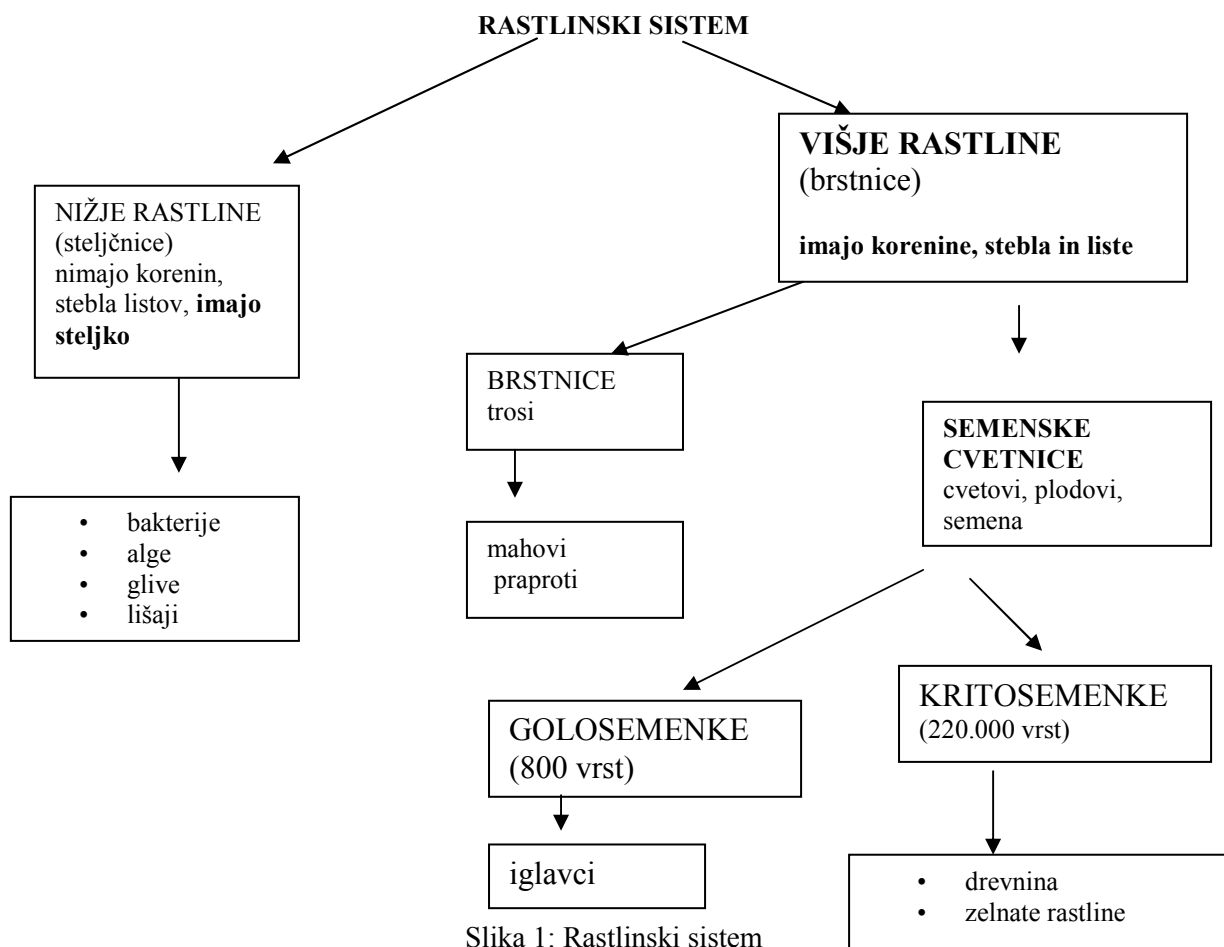 RASTLINSKI SISTEM
VIŠJE RASTLINE
(brstnice)
imajo korenine, stebla in liste
NIŽJE RASTLINE
(steljčnice)
nimajo korenin,
stebla listov, imajo
steljko
BRSTNICE
trosi
SEMENSKE
CVETNICE
cvetovi, plodovi,
semena
• bakterije
• alge
• glive
• lišaji
mahovi
praproti
KRITOSEMENKE
(220.000 vrst)
GOLOSEMENKE
(800 vrst)
iglavci
• drevnina
• zelnate rastline
Slika 1: Rastlinski sistem